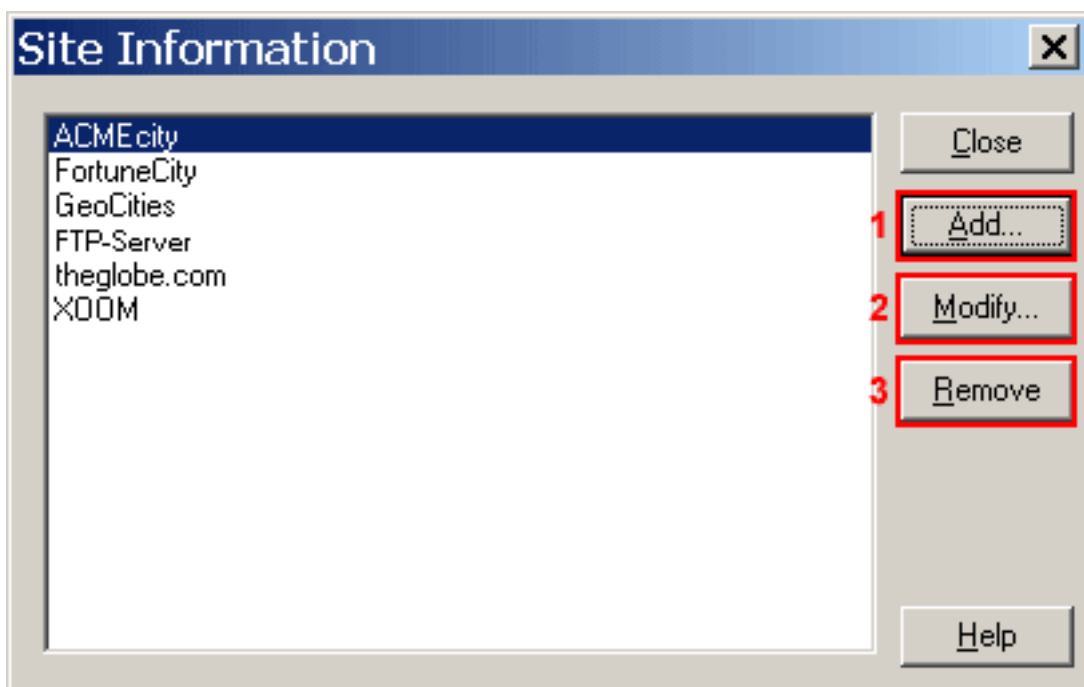 Site Information
ACMEcity
FortuneCity
GeoCities
FTP-Server
theglobe.com
XOOM
Close
1 Add...
2 Modify...
3 Remove
Help